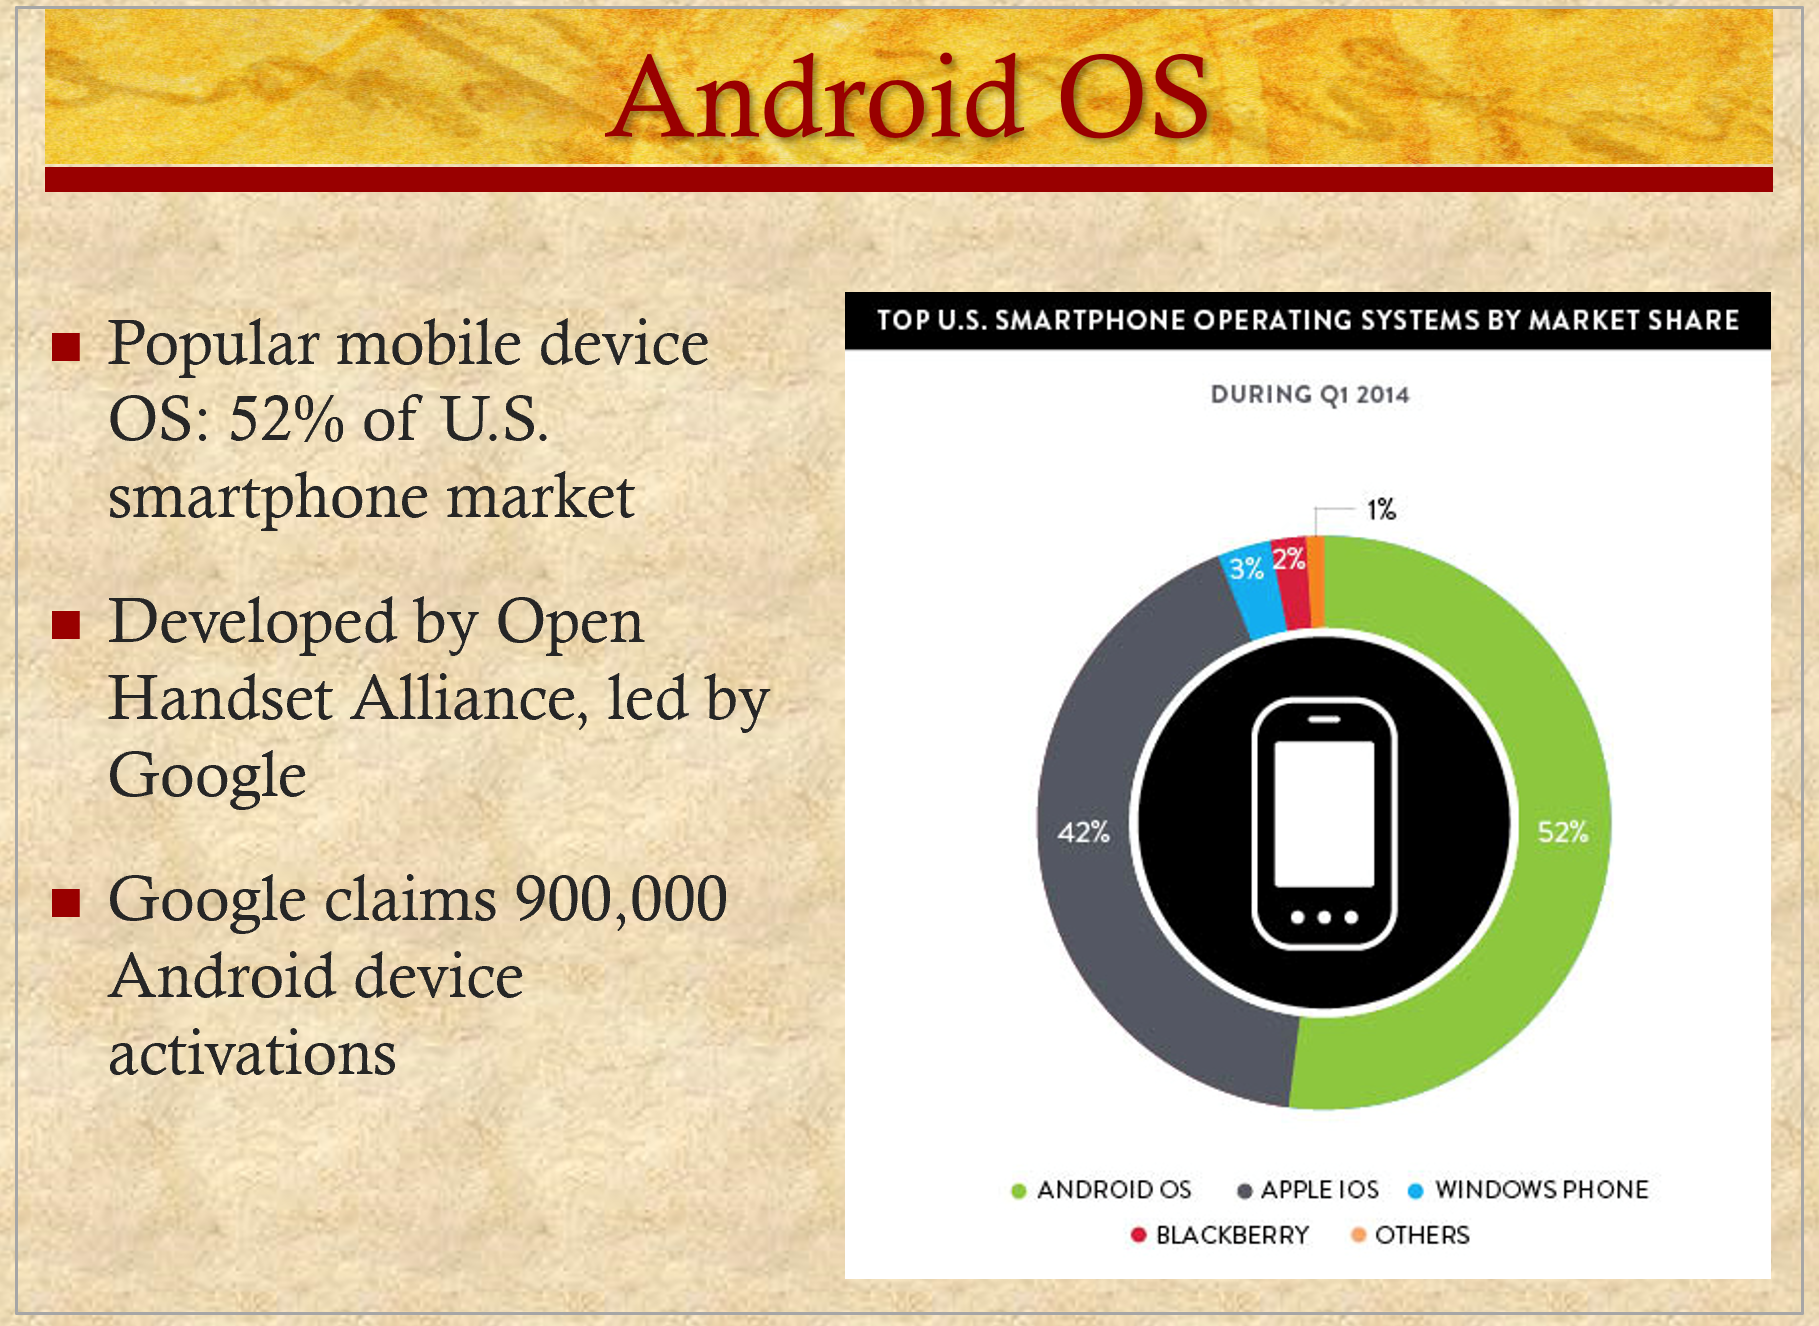 Android OS
Popular mobile device
OS: 52% of U.S.
smartphone market
Developed by Open
Handset Alliance, led by
Google
Google claims 900,000
Android device
activations
TOP U.S. SMARTPHONE OPERATING SYSTEMS BY MARKET SHARE
DURING Q1 2014
1%
3% 2%
42% 52%
ANDROID OS APPLE IOS WINDOWS PHONE
BLACKBERRY OTHERS